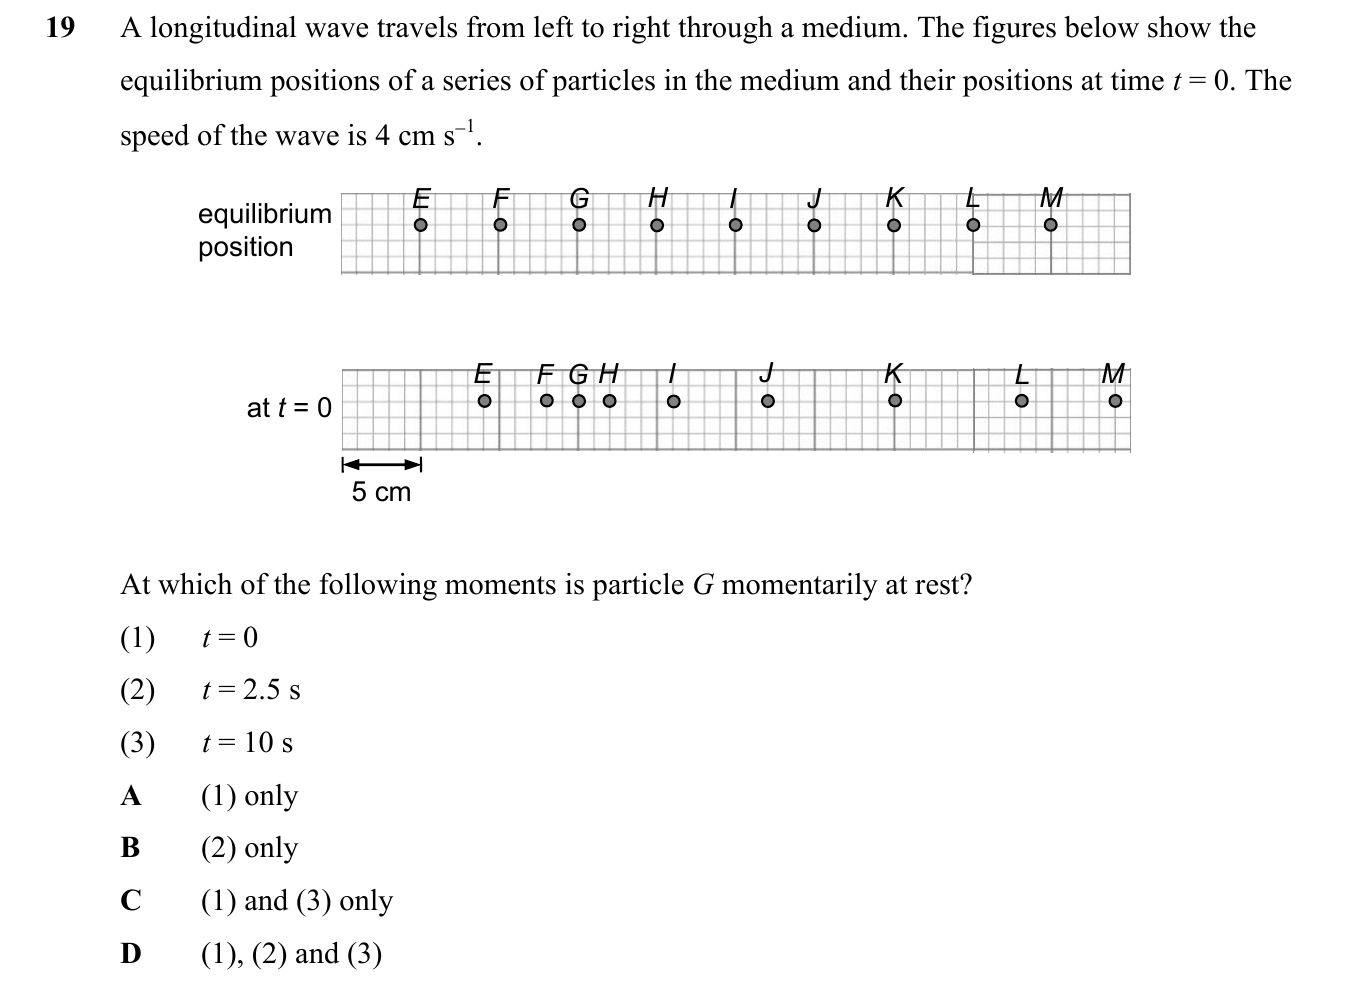 19 A longitudinal wave travels from left to right through a medium. The figures below show the
equilibrium positions of a series of particles in the medium and their positions at time t = 0. The
speed of the wave is 4 cm s⁻¹.
E F G H I J K L M
equilibrium
position
E F G H I J K L M
at t = 0
5 cm
At which of the following moments is particle G momentarily at rest?
(1) t = 0
(2) t = 2.5 s
(3) t = 10 s
A (1) only
B (2) only
C (1) and (3) only
D (1), (2) and (3)